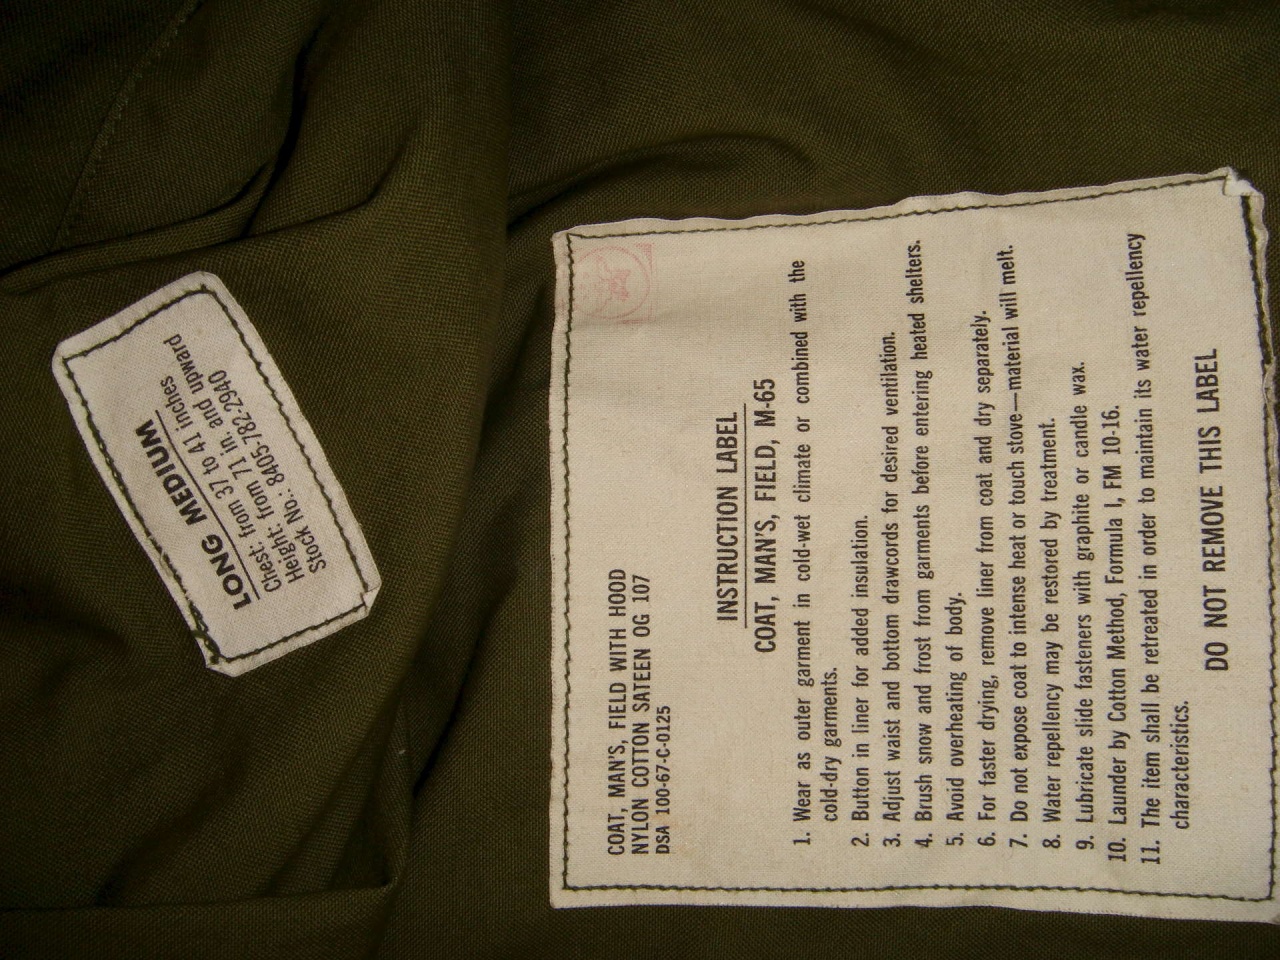 LONG MEDIUM
Chest: from 37 to 41 inches
Height: from 71 in. and upward
Stock No.: 8405-782-2940
COAT, MAN'S, FIELD WITH HOOD
NYLON COTTON SATEEN OG 107
DSA 100-67-C-0125
INSTRUCTION LABEL
COAT, MAN'S, FIELD, M-65
1. Wear as outer garment in cold-wet climate or combined with the
cold-dry garments.
2. Button in liner for added insulation.
3. Adjust waist and bottom drawcords for desired ventilation.
4. Brush snow and frost from garments before entering heated shelters.
5. Avoid overheating of body.
6. For faster drying, remove liner from coat and dry separately.
7. Do not expose coat to intense heat or touch stove—material will melt.
8. Water repellency may be restored by treatment.
9. Lubricate slide fasteners with graphite or candle wax.
10. Launder by Cotton Method, Formula I, FM 10-16.
11. The item shall be retreated in order to maintain its water repellency
characteristics.
DO NOT REMOVE THIS LABEL